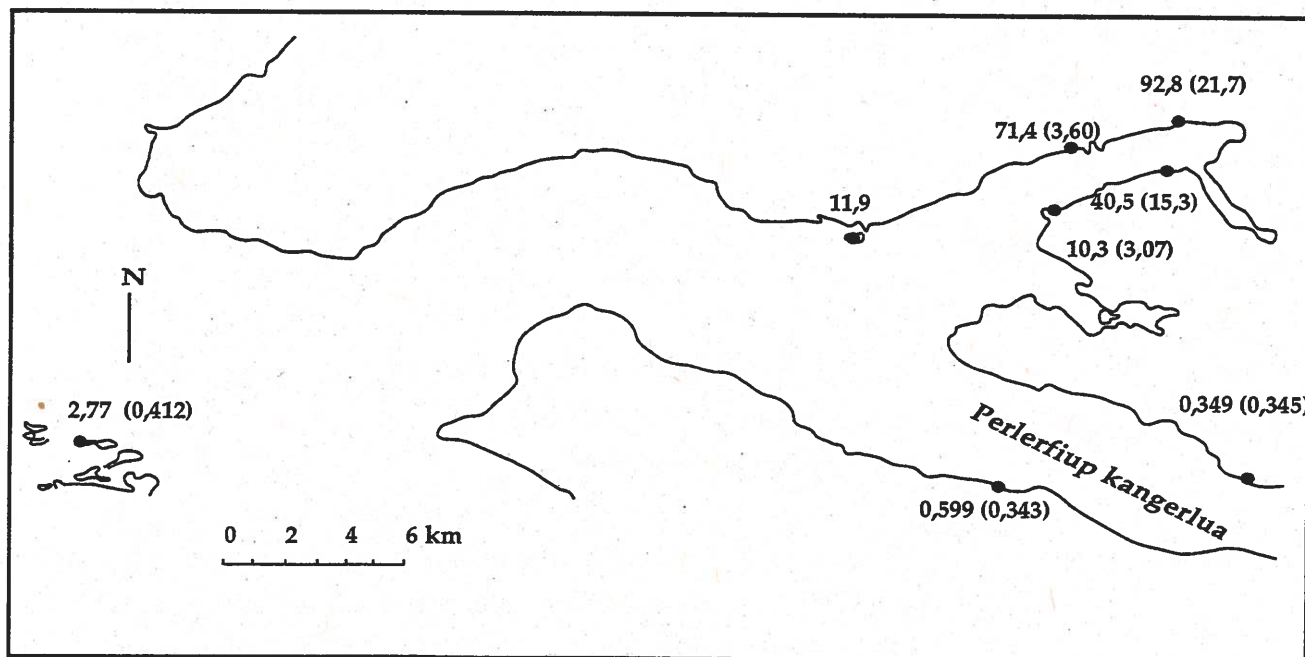 92,8 (21,7)
71,4 (3,60)
11,9
40,5 (15,3)
10,3 (3,07)
N
2,77 (0,412)
0,349 (0,345)
Perlerfiup kangerlua
0,599 (0,343)
0 2 4 6 km